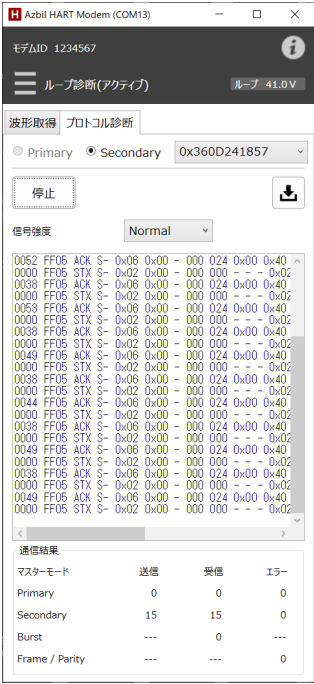 Azbil HART Modem (COM13)
モデムID 1234567
ループ診断(アクティブ)
ループ 41.0 V
波形取得 プロトコル診断
Primary Secondary 0x360D241857
停止
信号強度 Normal
0052 FF05 ACK S- 0x06 0x00 - 000 024 0x00 0x40
0000 FF05 STX S- 0x02 0x00 - 000 000 - - - 0x02
0038 FF05 ACK S- 0x06 0x00 - 000 024 0x00 0x40
0000 FF05 STX S- 0x02 0x00 - 000 000 - - - 0x02
0053 FF05 ACK S- 0x06 0x00 - 000 024 0x00 0x40
0000 FF05 STX S- 0x02 0x00 - 000 000 - - - 0x02
0038 FF05 ACK S- 0x06 0x00 - 000 024 0x00 0x40
0000 FF05 STX S- 0x02 0x00 - 000 000 - - - 0x02
0049 FF05 ACK S- 0x06 0x00 - 000 024 0x00 0x40
0000 FF05 STX S- 0x02 0x00 - 000 000 - - - 0x02
0038 FF05 ACK S- 0x06 0x00 - 000 024 0x00 0x40
0000 FF05 STX S- 0x02 0x00 - 000 000 - - - 0x02
0044 FF05 ACK S- 0x06 0x00 - 000 024 0x00 0x40
0000 FF05 STX S- 0x02 0x00 - 000 000 - - - 0x02
0038 FF05 ACK S- 0x06 0x00 - 000 024 0x00 0x40
0000 FF05 STX S- 0x02 0x00 - 000 000 - - - 0x02
0049 FF05 ACK S- 0x06 0x00 - 000 024 0x00 0x40
0000 FF05 STX S- 0x02 0x00 - 000 000 - - - 0x02
0038 FF05 ACK S- 0x06 0x00 - 000 024 0x00 0x40
0000 FF05 STX S- 0x02 0x00 - 000 000 - - - 0x02
0049 FF05 ACK S- 0x06 0x00 - 000 024 0x00 0x40
0000 FF05 STX S- 0x02 0x00 - 000 000 - - - 0x02
通信結果
マスターモード 送信 受信 エラー
Primary 0 0 0
Secondary 15 15 0
Burst --- 0 ---
Frame / Parity --- --- 0